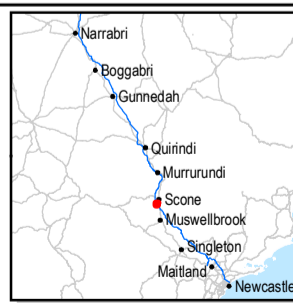 Narrabri
Boggabri
Gunnedah
Quirindi
Murrurundi
Scone
Muswellbrook
Singleton
Maitland
Newcastle